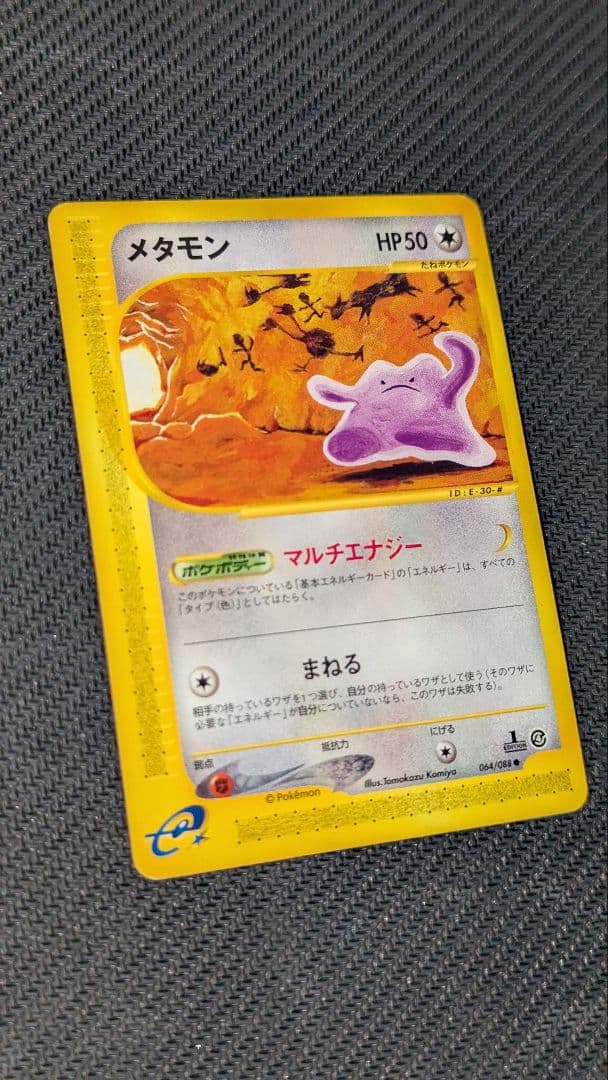 メタモン
HP50
たねポケモン
ID:E-30-#
特殊体質
ポケボディー
マルチエナジー
このポケモンについている「基本エネルギーカード」の「エネルギー」は、すべての
「タイプ(色)」としてはたらく。
まねる
相手の持っているワザを1つ選び、自分の持っているワザとして使う(そのワザに
必要な「エネルギー」が自分についていないなら、このワザは失敗する)。
弱点
抵抗力
にげる
1
EDITION
Illus.Tomokazu Komiya
064/088
© Pokémon
e